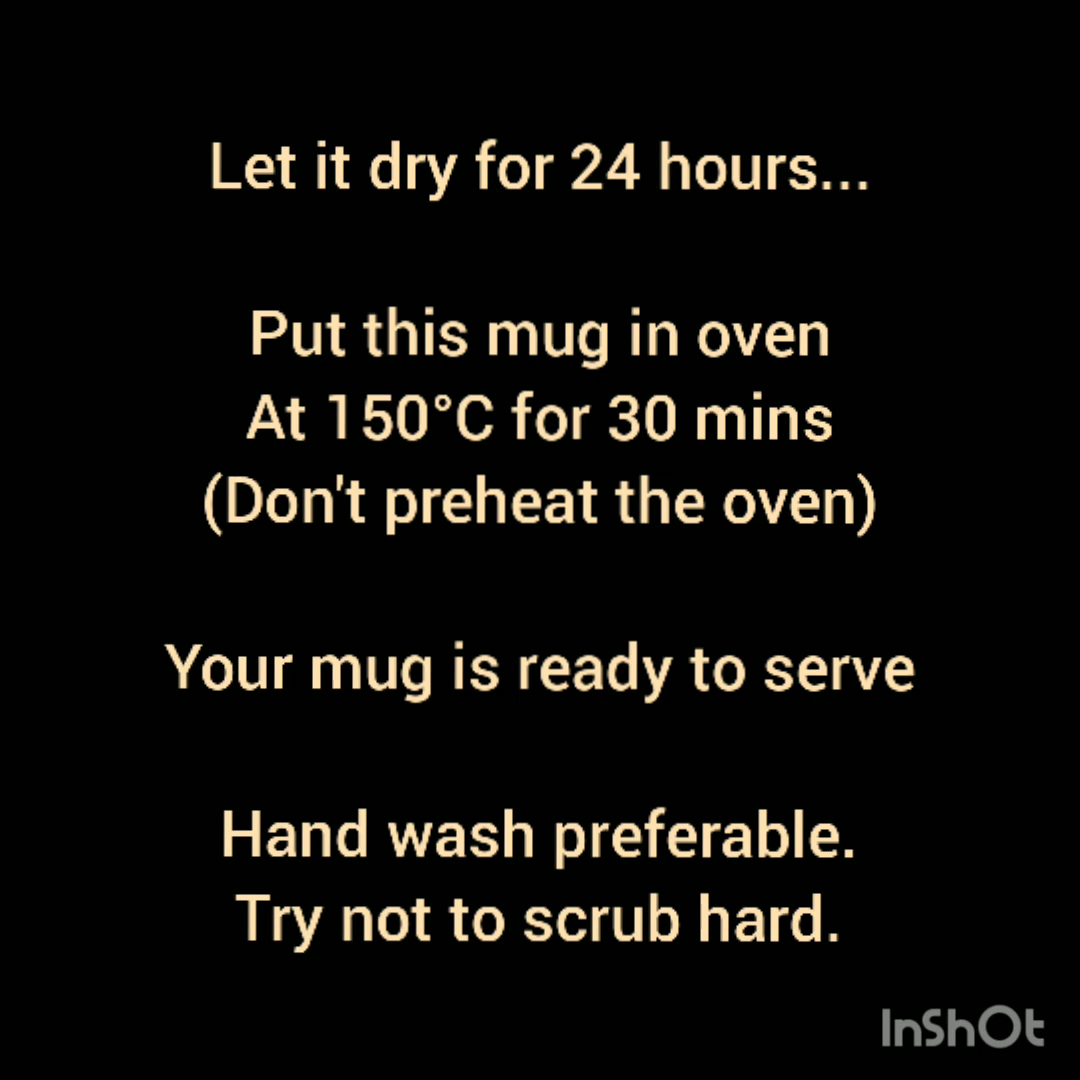 Let it dry for 24 hours...
Put this mug in oven
At 150°C for 30 mins
(Don't preheat the oven)
Your mug is ready to serve
Hand wash preferable.
Try not to scrub hard.
InShOt